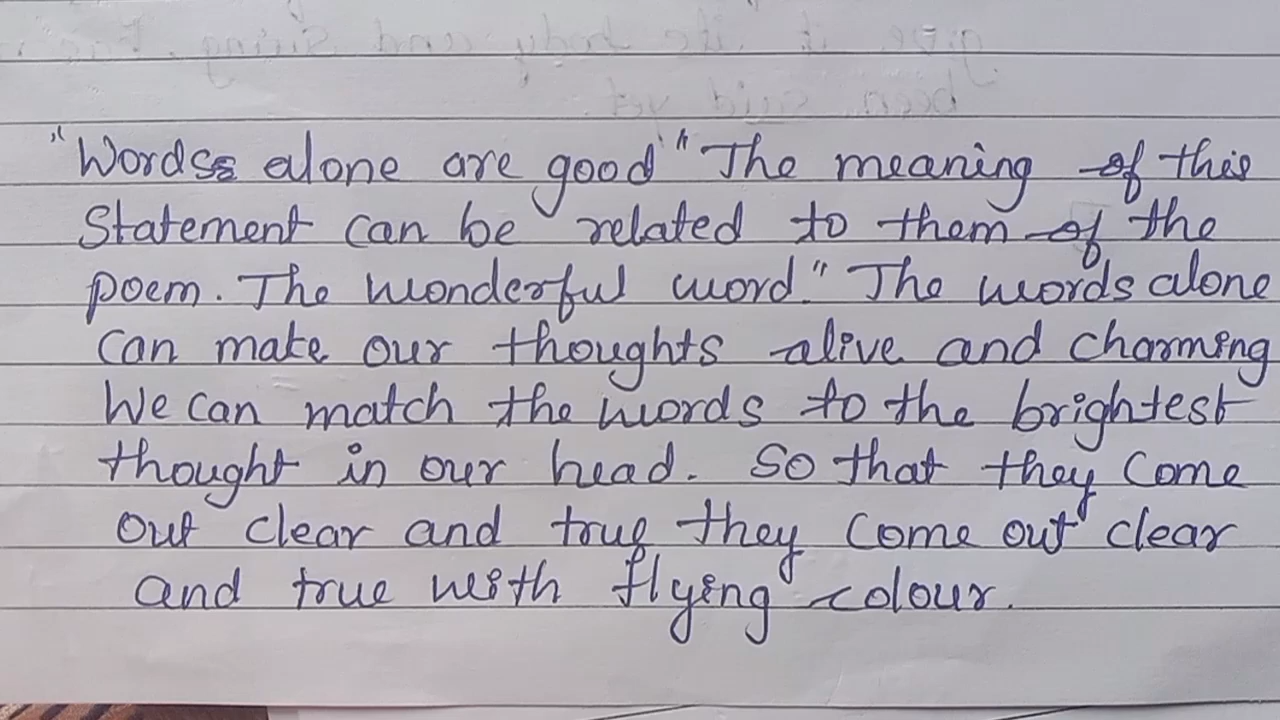 "Words alone are good" The meaning of this
Statement can be related to them of the
poem. The wonderful word." The words alone
can make our thoughts alive and charming
We can match the words to the brightest
thought in our head. So that they come
out clear and true they come out clear
and true with flying colour.